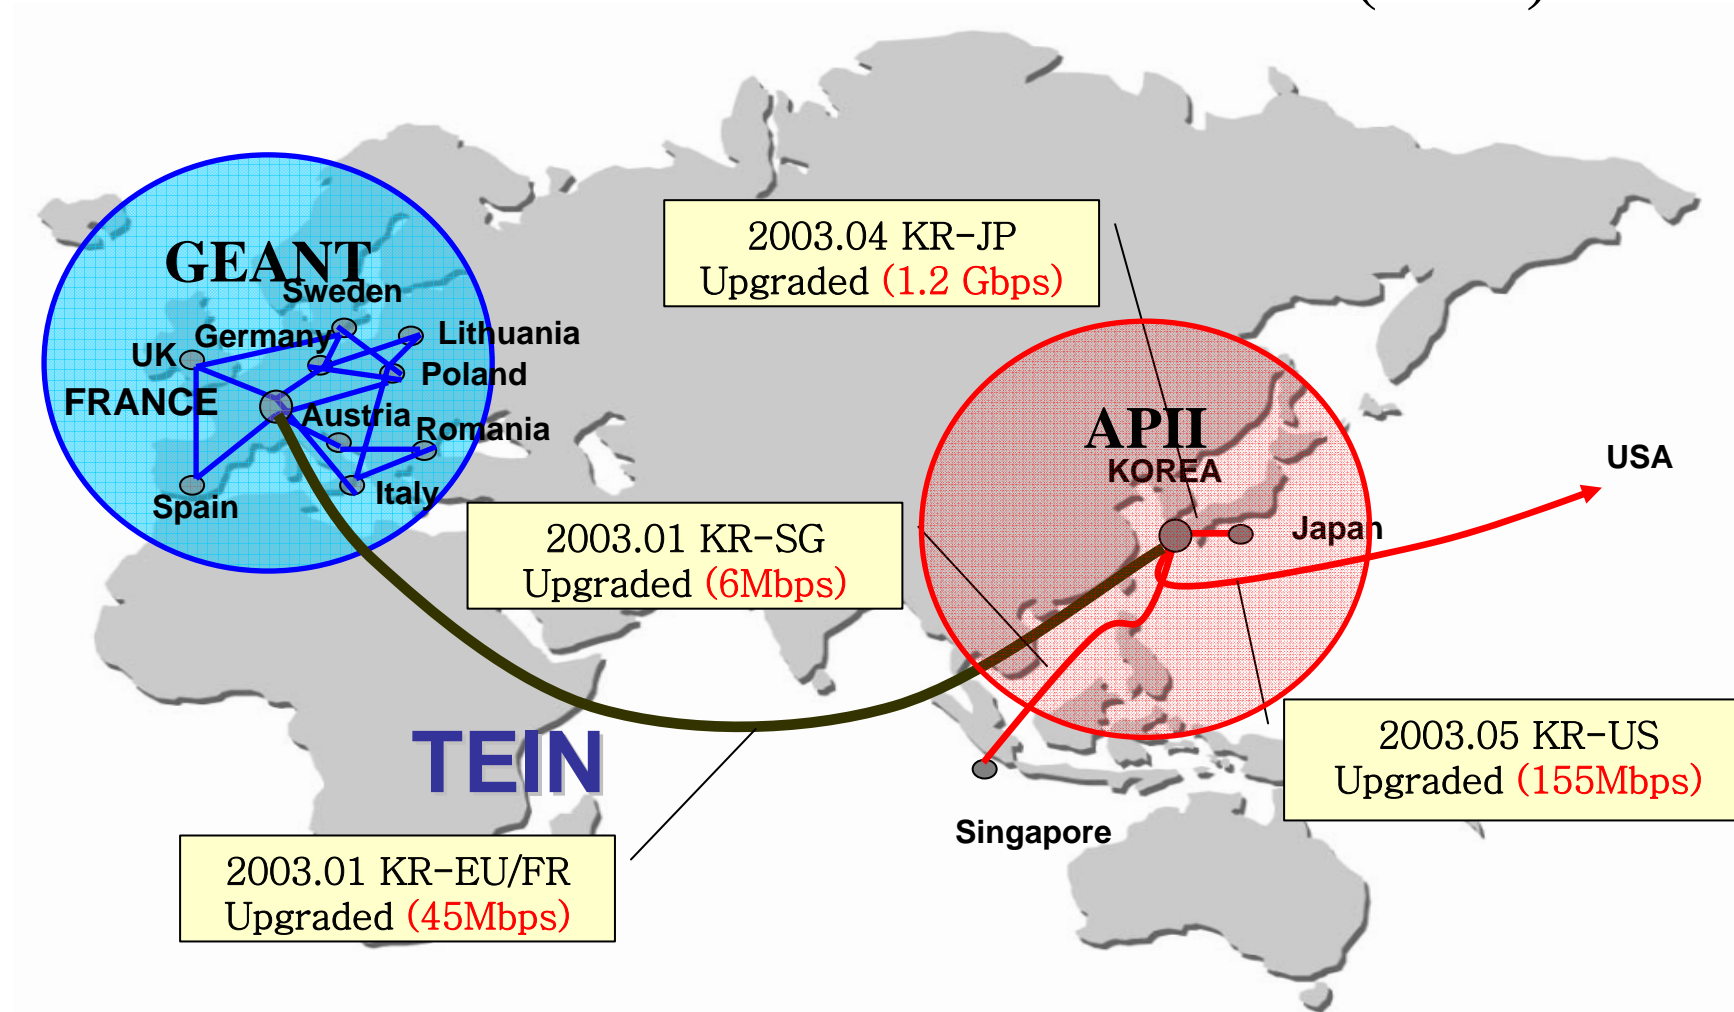 GEANT
Sweden
Germany
Lithuania
UK
Poland
FRANCE
Austria
Romania
Spain
Italy
2003.04 KR-JP
Upgraded (1.2 Gbps)
APII
KOREA
USA
Japan
2003.01 KR-SG
Upgraded (6Mbps)
TEIN
2003.05 KR-US
Upgraded (155Mbps)
Singapore
2003.01 KR-EU/FR
Upgraded (45Mbps)